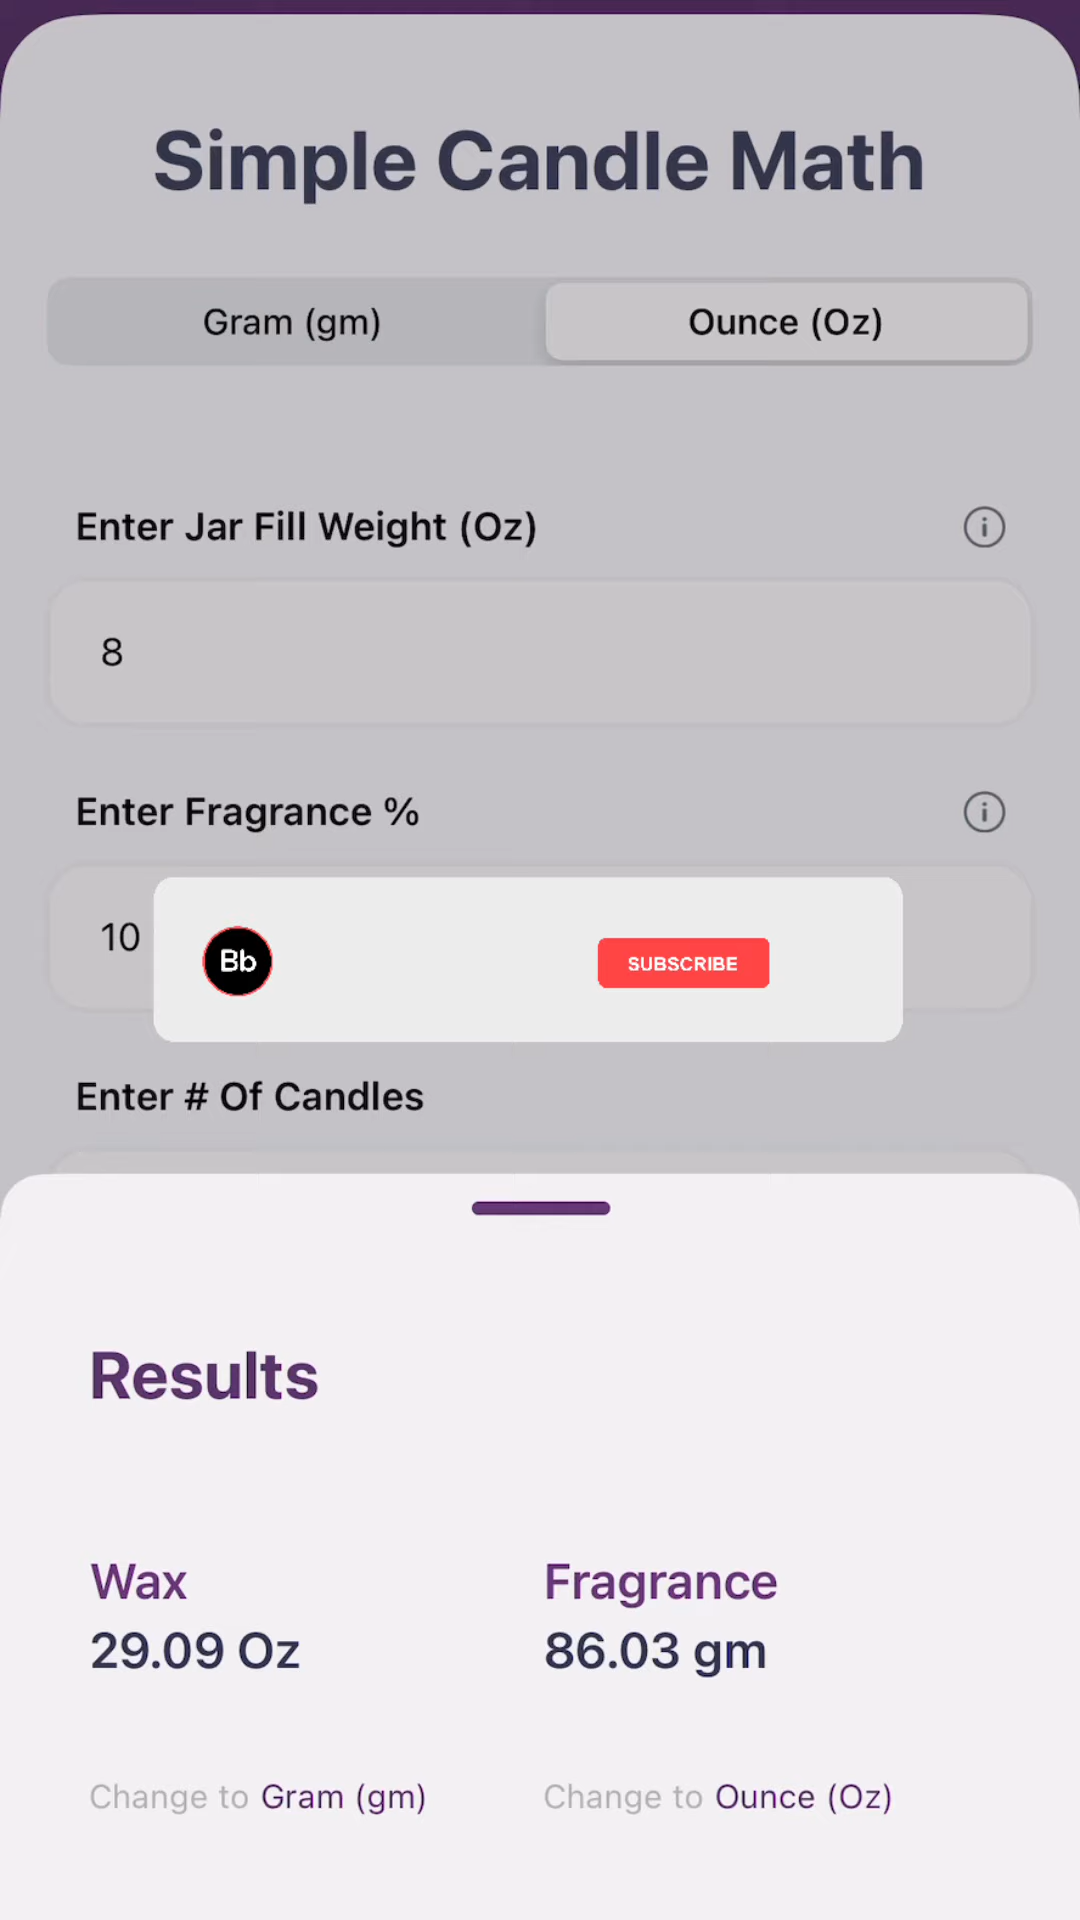 Simple Candle Math
Gram (gm)
Ounce (Oz)
Enter Jar Fill Weight (Oz)
8
Enter Fragrance %
10
Bb
SUBSCRIBE
Enter # Of Candles
Results
Wax
Fragrance
29.09 Oz
86.03 gm
Change to Gram (gm)
Change to Ounce (Oz)